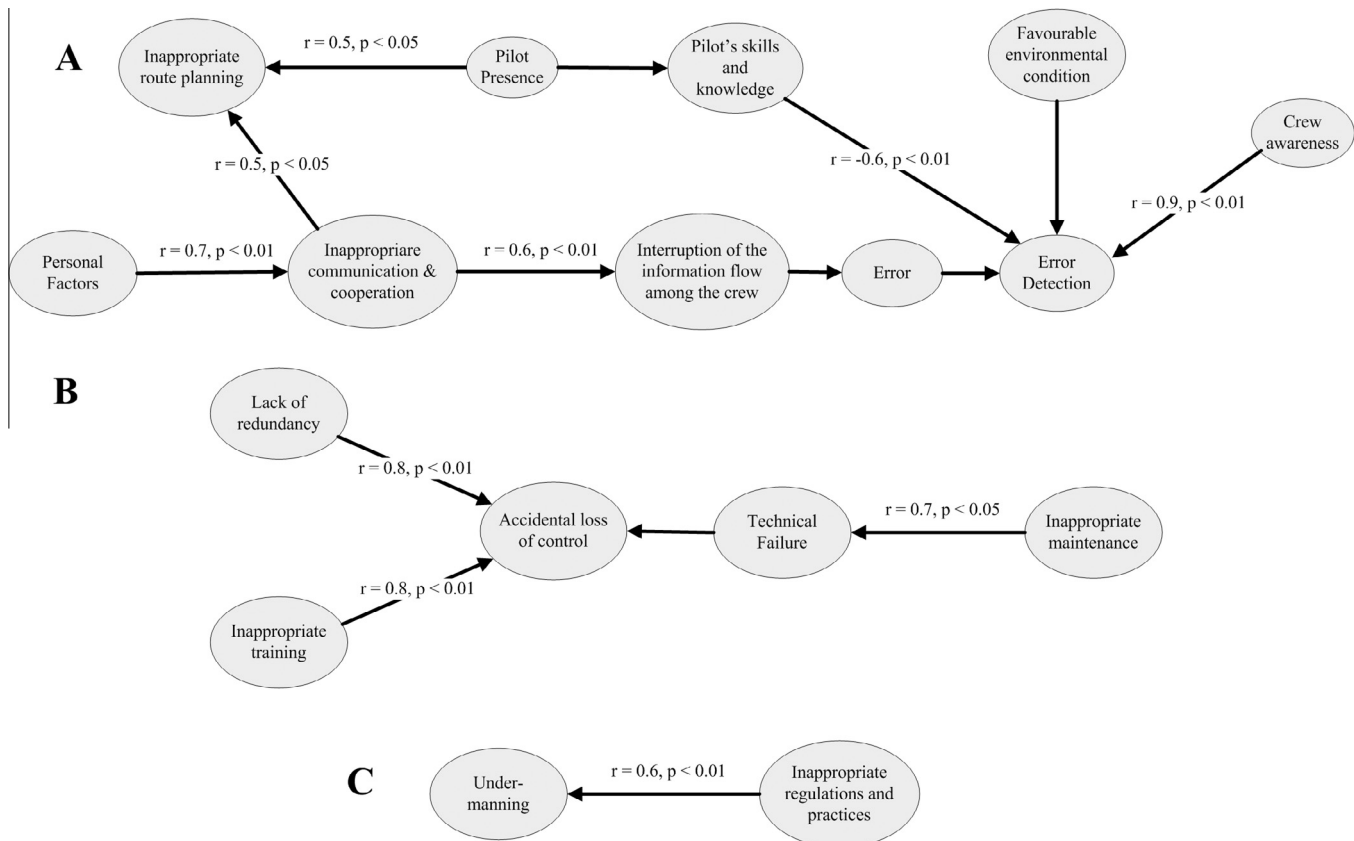 A
Inappropriate
route planning
r = 0.5, p < 0.05
Pilot
Presence
Pilot’s skills
and
knowledge
Favourable
environmental
condition
Crew
awareness
r = 0.5, p < 0.05
r = -0.6, p < 0.01
r = 0.9, p < 0.01
Personal
Factors
r = 0.7, p < 0.01
Inappropriare
communication &
cooperation
r = 0.6, p < 0.01
Interruption of the
information flow
among the crew
Error
Error
Detection
B
Lack of
redundancy
r = 0.8, p < 0.01
Accidental loss
of control
Technical
Failure
r = 0.7, p < 0.05
Inappropriate
maintenance
r = 0.8, p < 0.01
Inappropriate
training
C
Under-
manning
r = 0.6, p < 0.01
Inappropriate
regulations and
practices